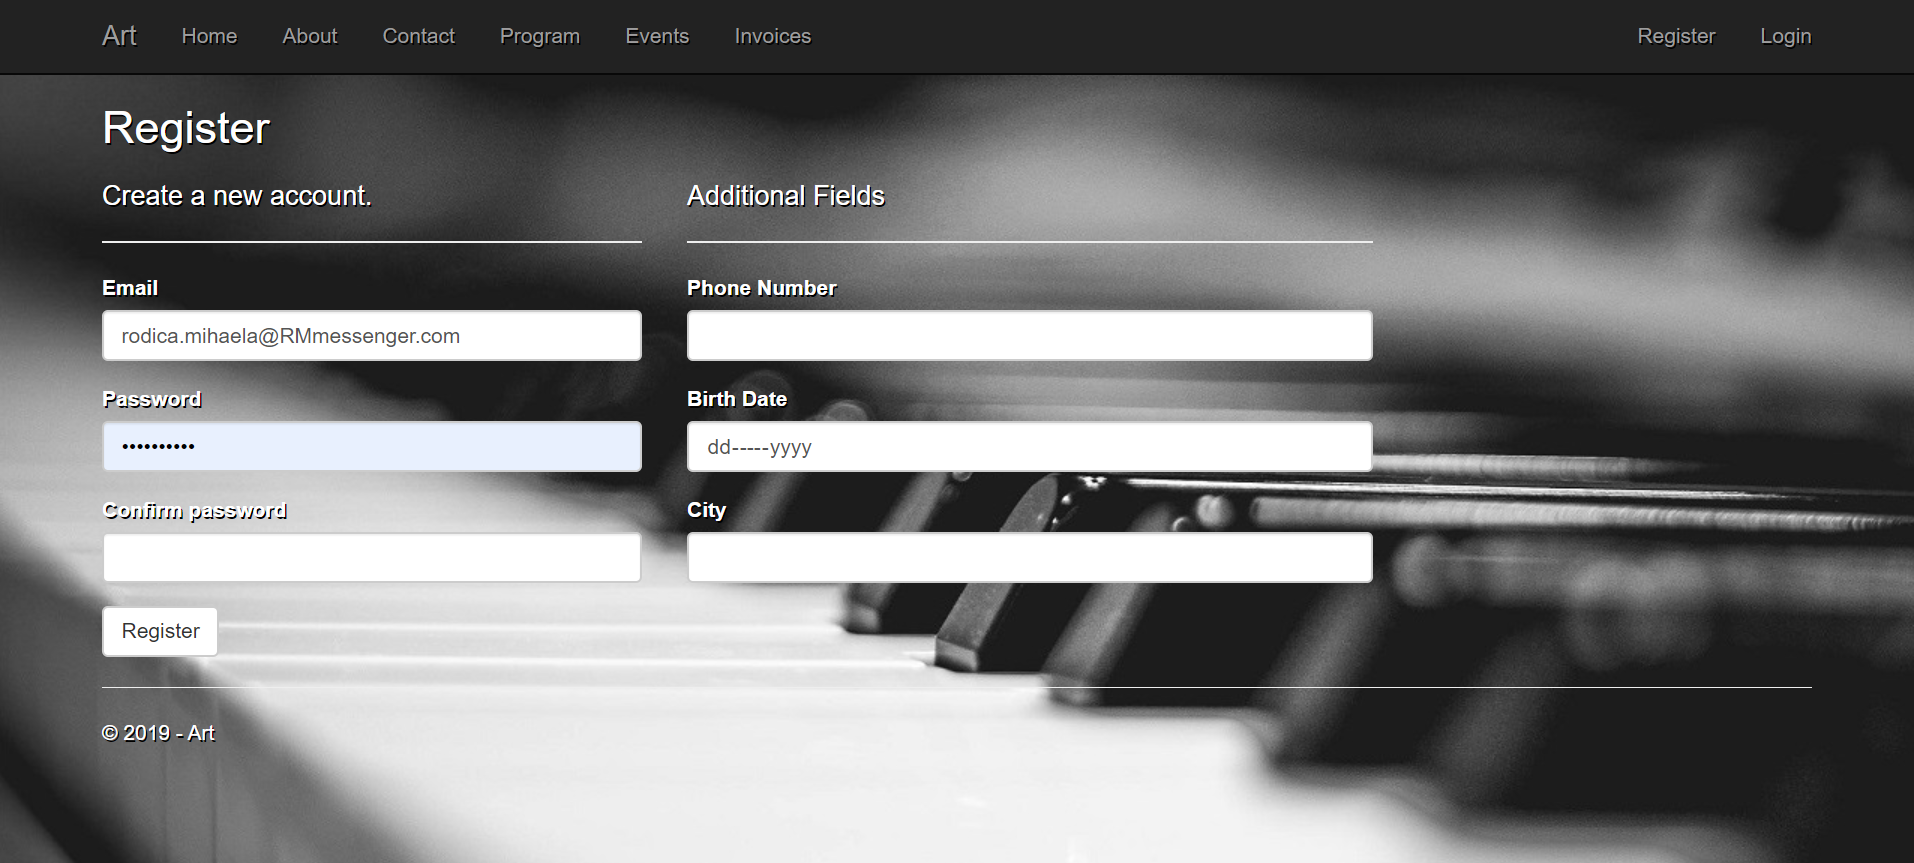 Art Home About Contact Program Events Invoices Register Login
Register
Create a new account.
Additional Fields
Email
rodica.mihaela@RMmessenger.com
Password
••••••••••
Confirm password
Phone Number
Birth Date
dd-----yyyy
City
Register
© 2019 - Art